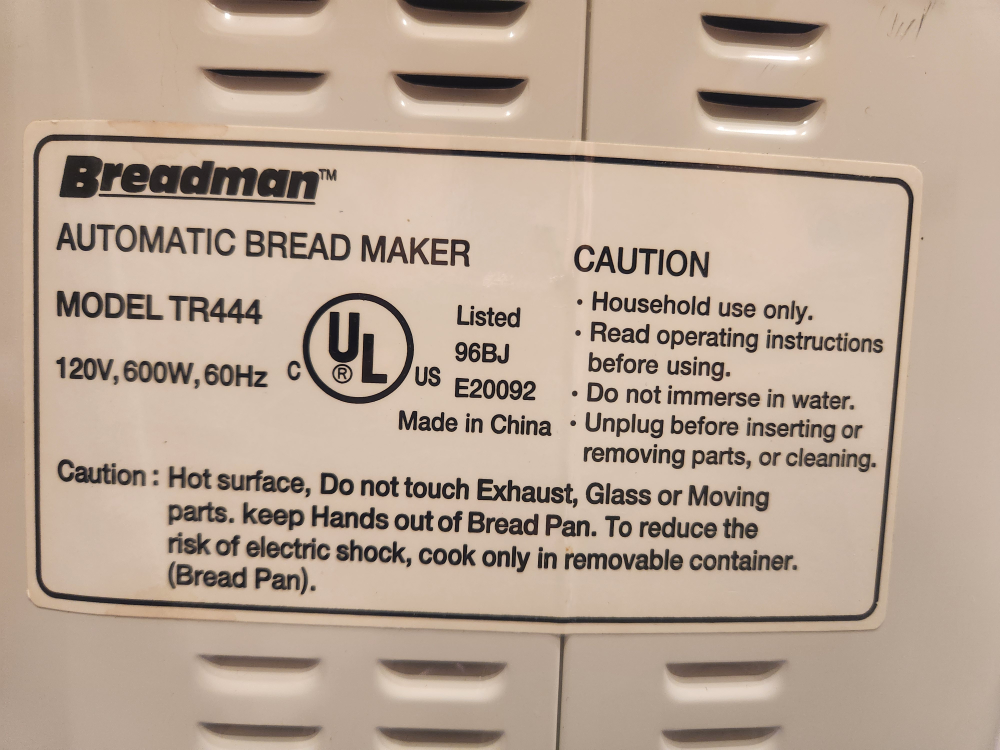 Breadman™
AUTOMATIC BREAD MAKER
MODEL TR444
120V, 600W, 60Hz
C UL ® US
Listed
96BJ
E20092
Made in China
CAUTION
· Household use only.
· Read operating instructions
before using.
· Do not immerse in water.
· Unplug before inserting or
removing parts, or cleaning.
Caution : Hot surface, Do not touch Exhaust, Glass or Moving
parts. keep Hands out of Bread Pan. To reduce the
risk of electric shock, cook only in removable container.
(Bread Pan).